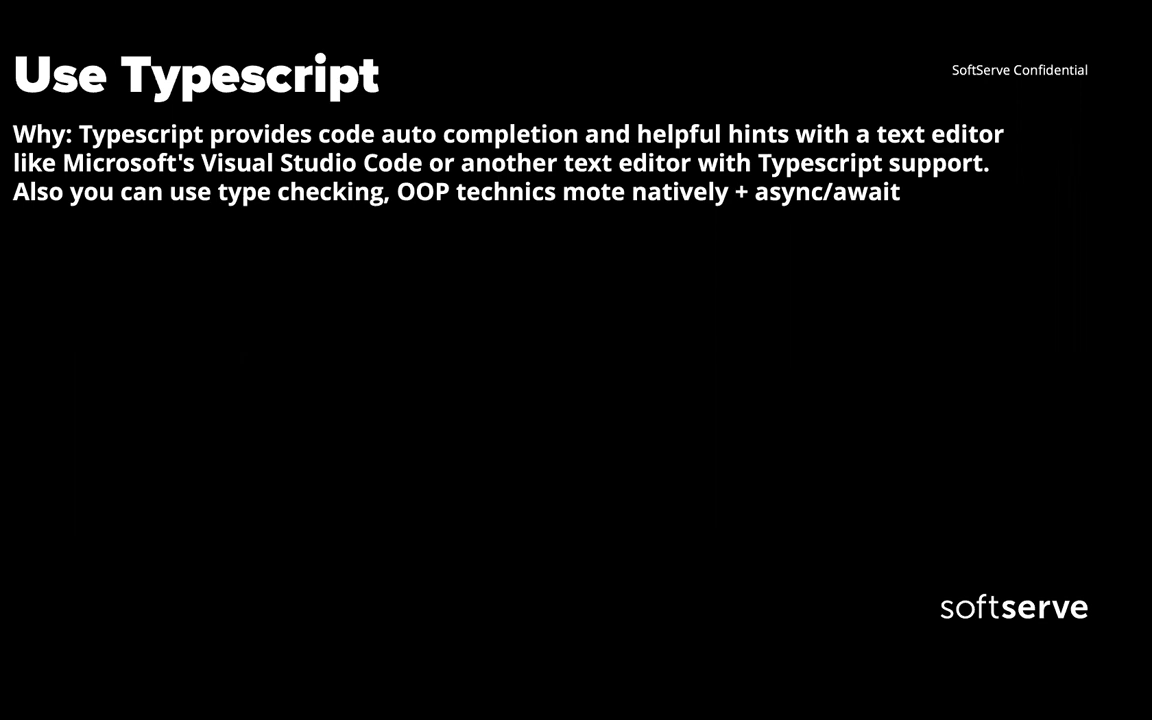 Use Typescript
SoftServe Confidential
Why: Typescript provides code auto completion and helpful hints with a text editor
like Microsoft's Visual Studio Code or another text editor with Typescript support.
Also you can use type checking, OOP technics mote natively + async/await
softserve